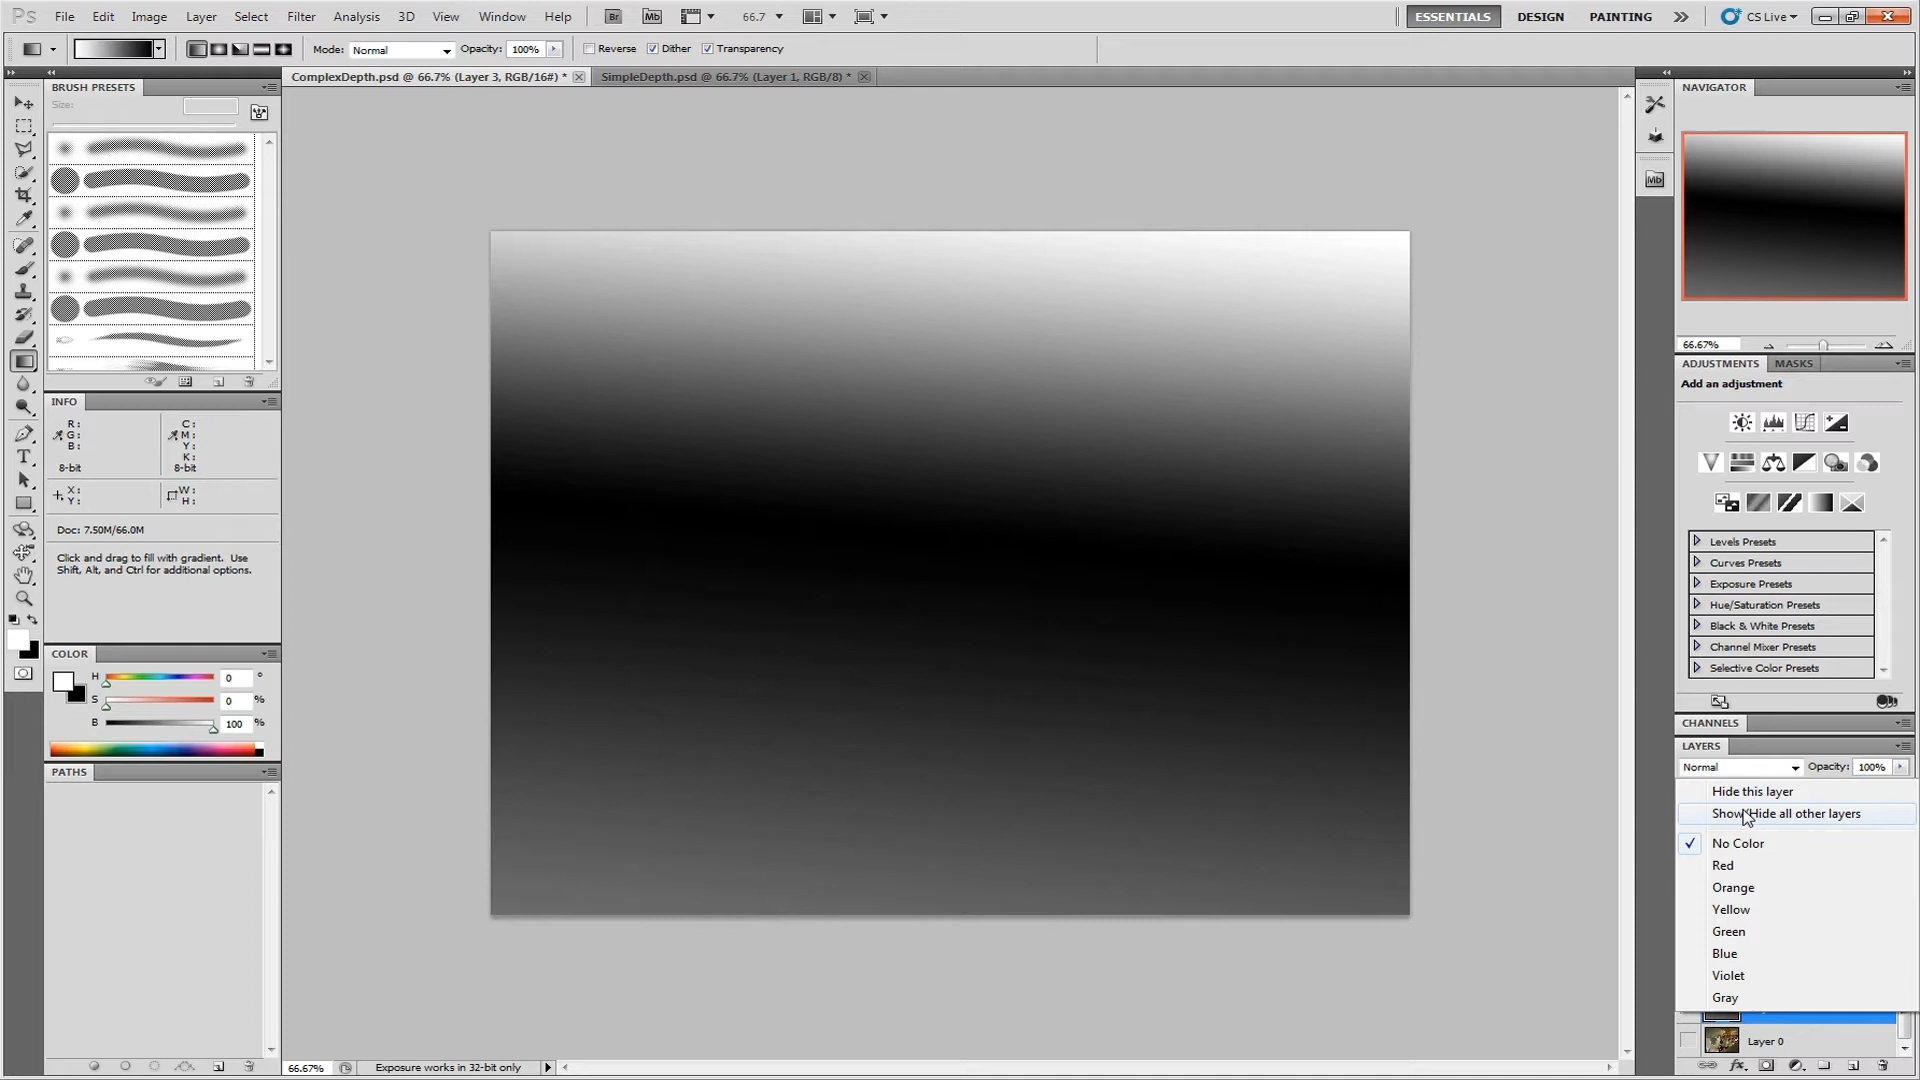 Ps File Edit Image Layer Select Filter Analysis 3D View Window Help Br Mb 66.7 ESSENTIALS DESIGN PAINTING CS Live
Mode: Normal Opacity: 100% Reverse Dither Transparency
ComplexDepth.psd @ 66.7% (Layer 3, RGB/16#) * SimpleDepth.psd @ 66.7% (Layer 1, RGB/8) *
BRUSH PRESETS
Size:
INFO
R: C:
G: M:
B: Y:
K:
8-bit 8-bit
X: W:
Y: H:
Doc: 7.50M/66.0M
Click and drag to fill with gradient. Use
Shift, Alt, and Ctrl for additional options.
COLOR
H 0 °
S 0 %
B 100 %
PATHS
66.67% Exposure works in 32-bit only
NAVIGATOR
Mb
66.67%
ADJUSTMENTS MASKS
Add an adjustment
Levels Presets
Curves Presets
Exposure Presets
Hue/Saturation Presets
Black & White Presets
Channel Mixer Presets
Selective Color Presets
CHANNELS
LAYERS
Normal Opacity: 100%
Hide this layer
Show/Hide all other layers
No Color
Red
Orange
Yellow
Green
Blue
Violet
Gray
Layer 0